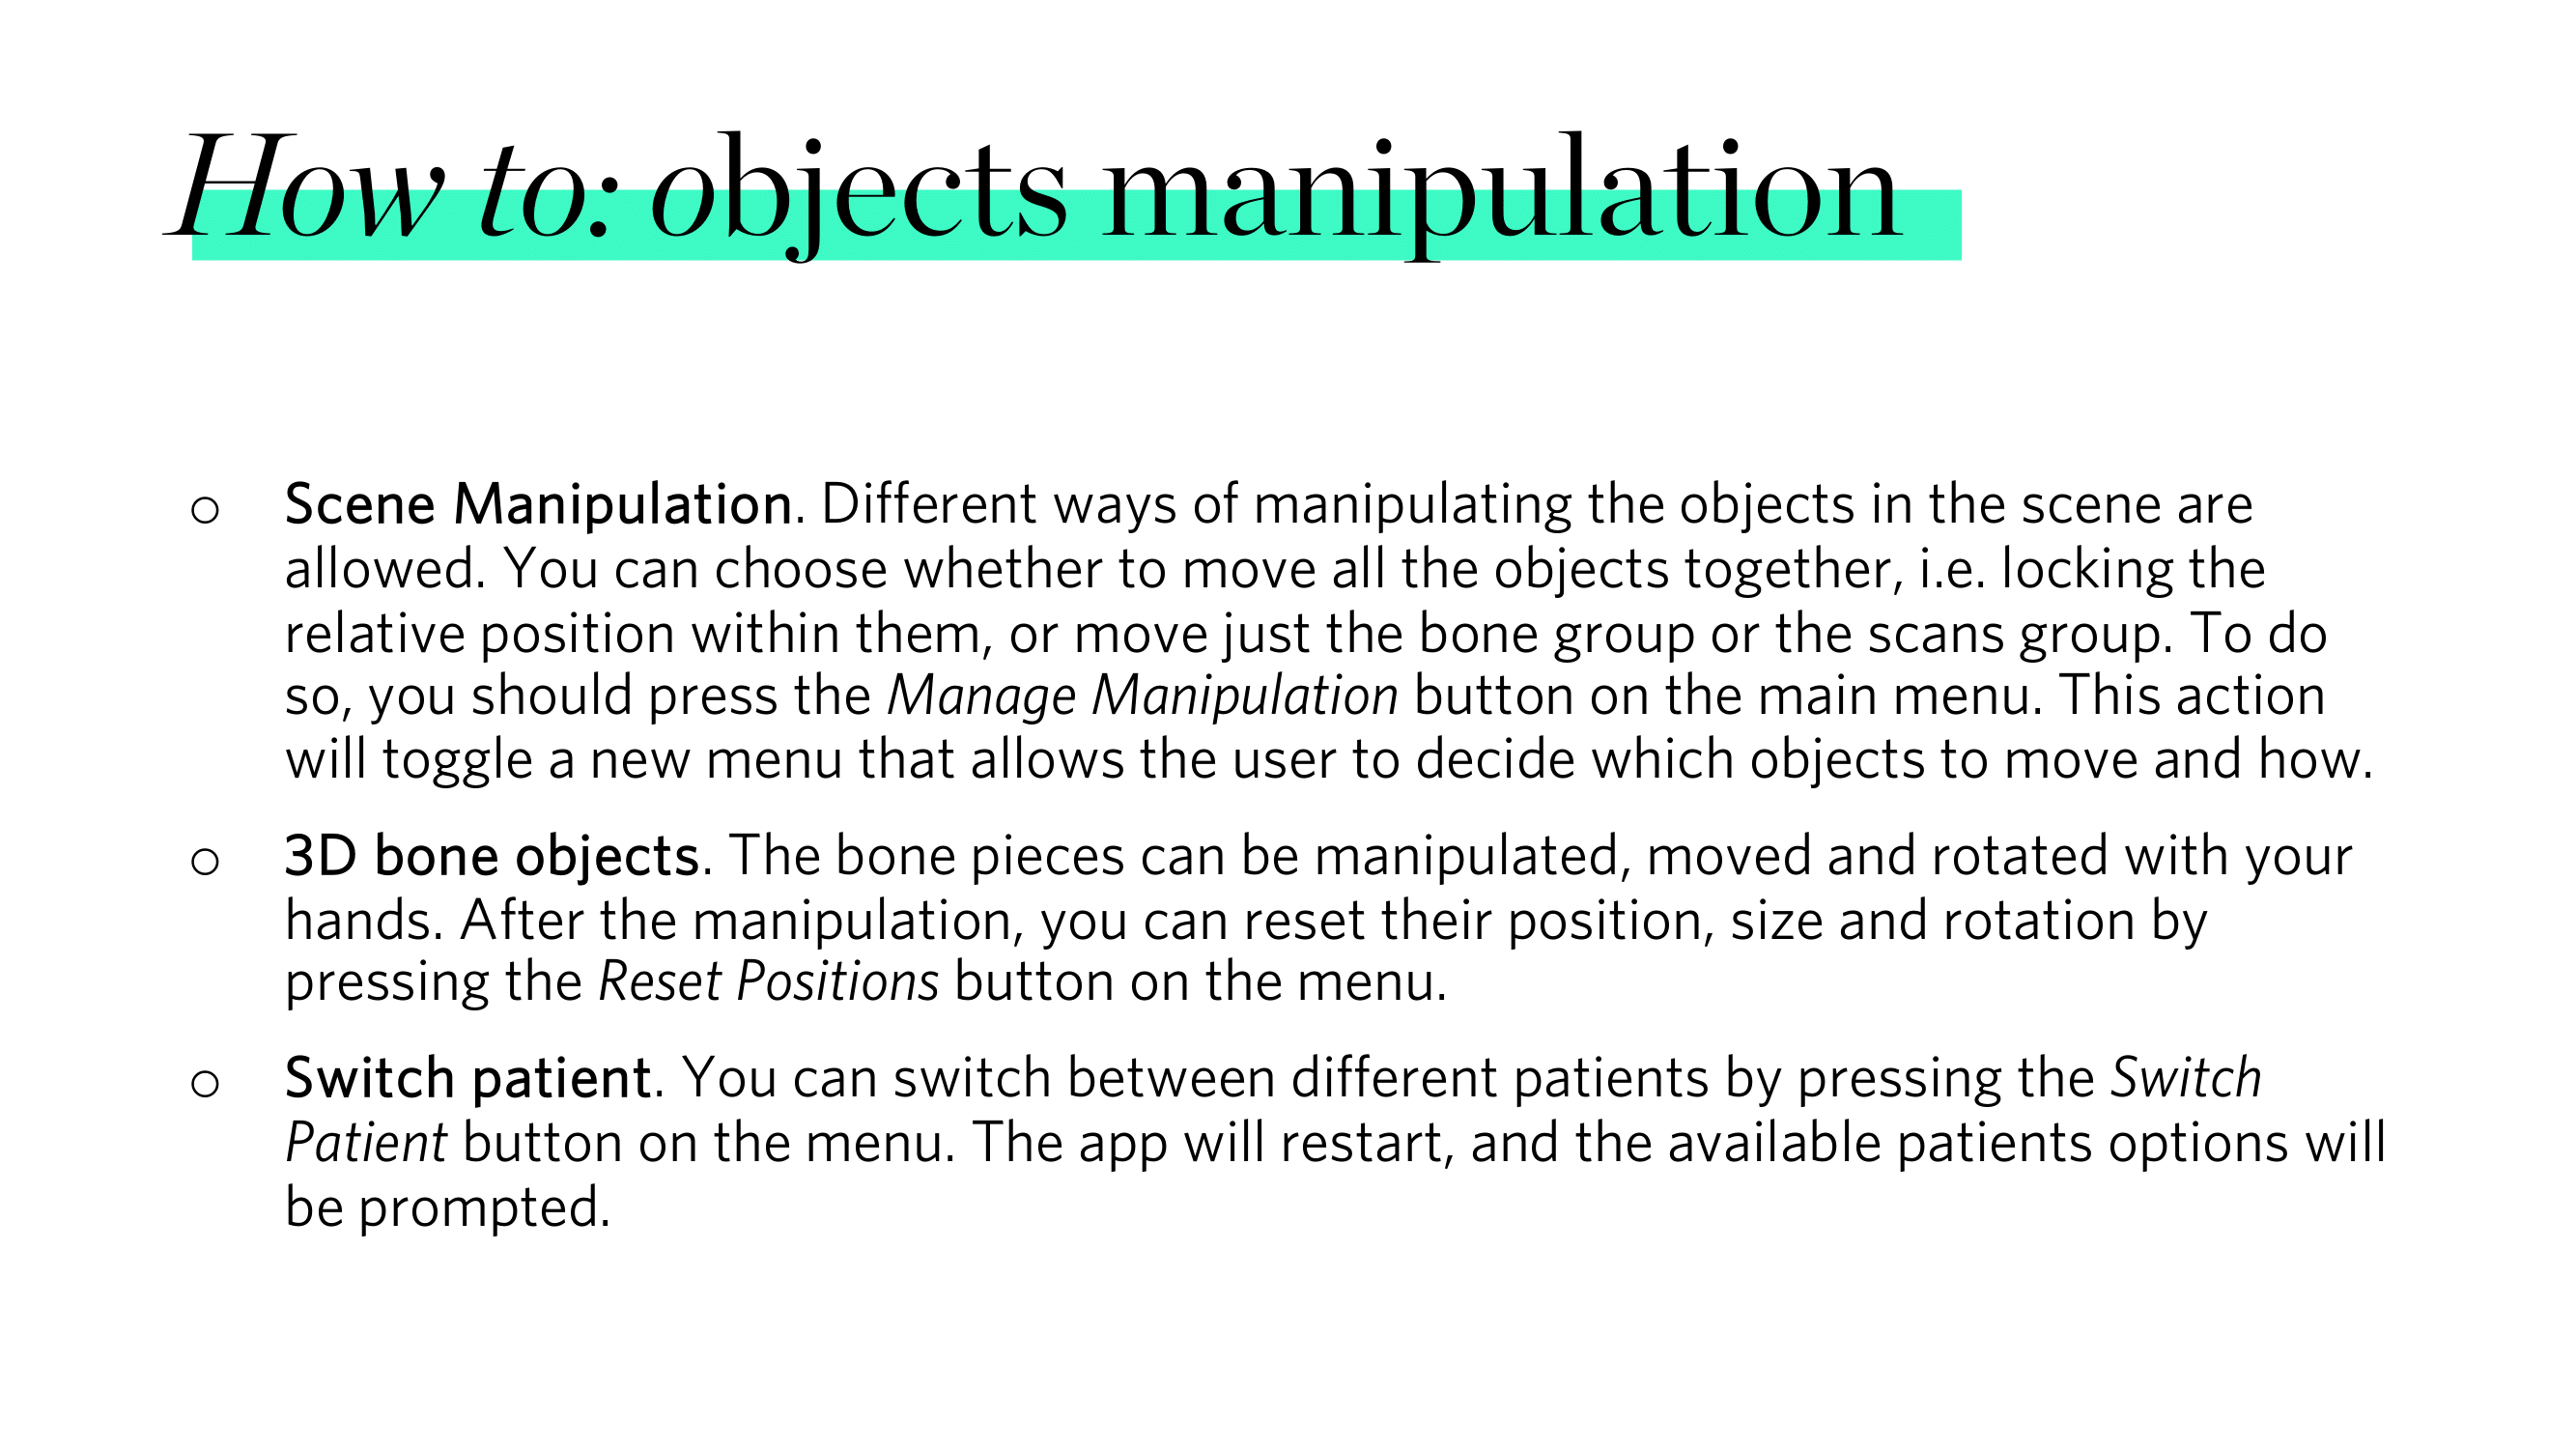 How to: objects manipulation
○ Scene Manipulation. Different ways of manipulating the objects in the scene are
allowed. You can choose whether to move all the objects together, i.e. locking the
relative position within them, or move just the bone group or the scans group. To do
so, you should press the Manage Manipulation button on the main menu. This action
will toggle a new menu that allows the user to decide which objects to move and how.
○ 3D bone objects. The bone pieces can be manipulated, moved and rotated with your
hands. After the manipulation, you can reset their position, size and rotation by
pressing the Reset Positions button on the menu.
○ Switch patient. You can switch between different patients by pressing the Switch
Patient button on the menu. The app will restart, and the available patients options will
be prompted.